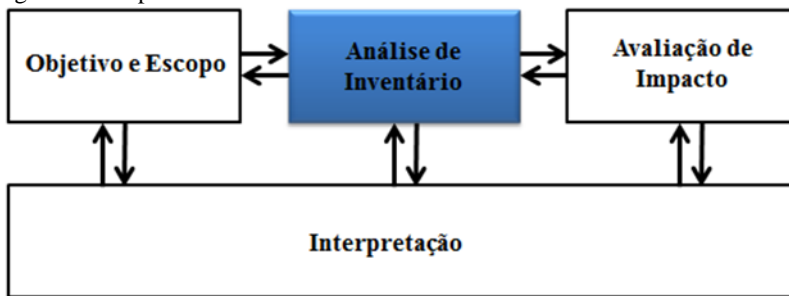 Objetivo e Escopo
Análise de
Inventário
Avaliação de
Impacto
Interpretação